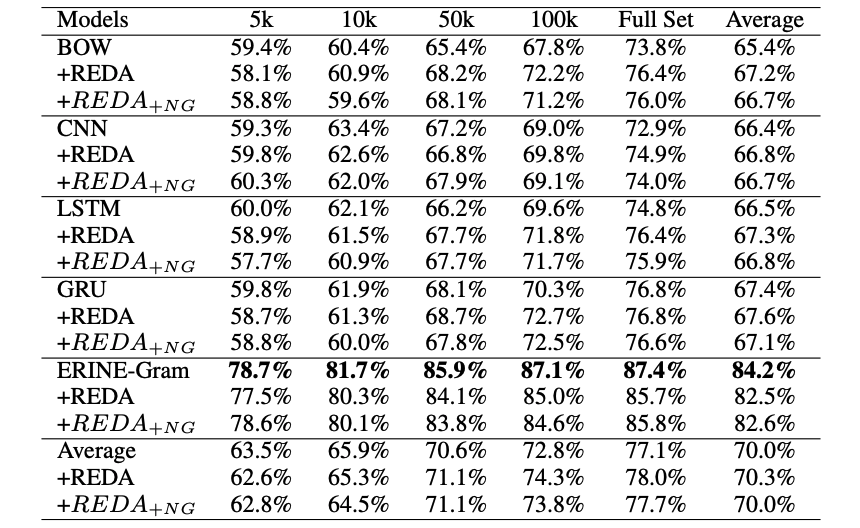 Models 5k 10k 50k 100k Full Set Average
BOW 59.4% 60.4% 65.4% 67.8% 73.8% 65.4%
+REDA 58.1% 60.9% 68.2% 72.2% 76.4% 67.2%
+REDA+NG 58.8% 59.6% 68.1% 71.2% 76.0% 66.7%
CNN 59.3% 63.4% 67.2% 69.0% 72.9% 66.4%
+REDA 59.8% 62.6% 66.8% 69.8% 74.9% 66.8%
+REDA+NG 60.3% 62.0% 67.9% 69.1% 74.0% 66.7%
LSTM 60.0% 62.1% 66.2% 69.6% 74.8% 66.5%
+REDA 58.9% 61.5% 67.7% 71.8% 76.4% 67.3%
+REDA+NG 57.7% 60.9% 67.7% 71.7% 75.9% 66.8%
GRU 59.8% 61.9% 68.1% 70.3% 76.8% 67.4%
+REDA 58.7% 61.3% 68.7% 72.7% 76.8% 67.6%
+REDA+NG 58.8% 60.0% 67.8% 72.5% 76.6% 67.1%
ERINE-Gram 78.7% 81.7% 85.9% 87.1% 87.4% 84.2%
+REDA 77.5% 80.3% 84.1% 85.0% 85.7% 82.5%
+REDA+NG 78.6% 80.1% 83.8% 84.6% 85.8% 82.6%
Average 63.5% 65.9% 70.6% 72.8% 77.1% 70.0%
+REDA 62.6% 65.3% 71.1% 74.3% 78.0% 70.3%
+REDA+NG 62.8% 64.5% 71.1% 73.8% 77.7% 70.0%